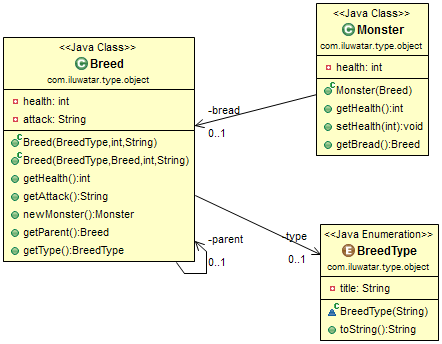 <<Java Class>>
Breed
com.iluwatar.type.object
health: int
attack: String
Breed(BreedType,int,String)
Breed(BreedType,Breed,int,String)
getHealth():int
getAttack():String
newMonster():Monster
getParent():Breed
getType():BreedType
<<Java Class>>
Monster
com.iluwatar.type.object
health: int
Monster(Breed)
getHealth():int
setHealth(int):void
getBread():Breed
-bread
0..1
-parent
0..1
-type
0..1
<<Java Enumeration>>
BreedType
com.iluwatar.type.object
title: String
BreedType(String)
toString():String